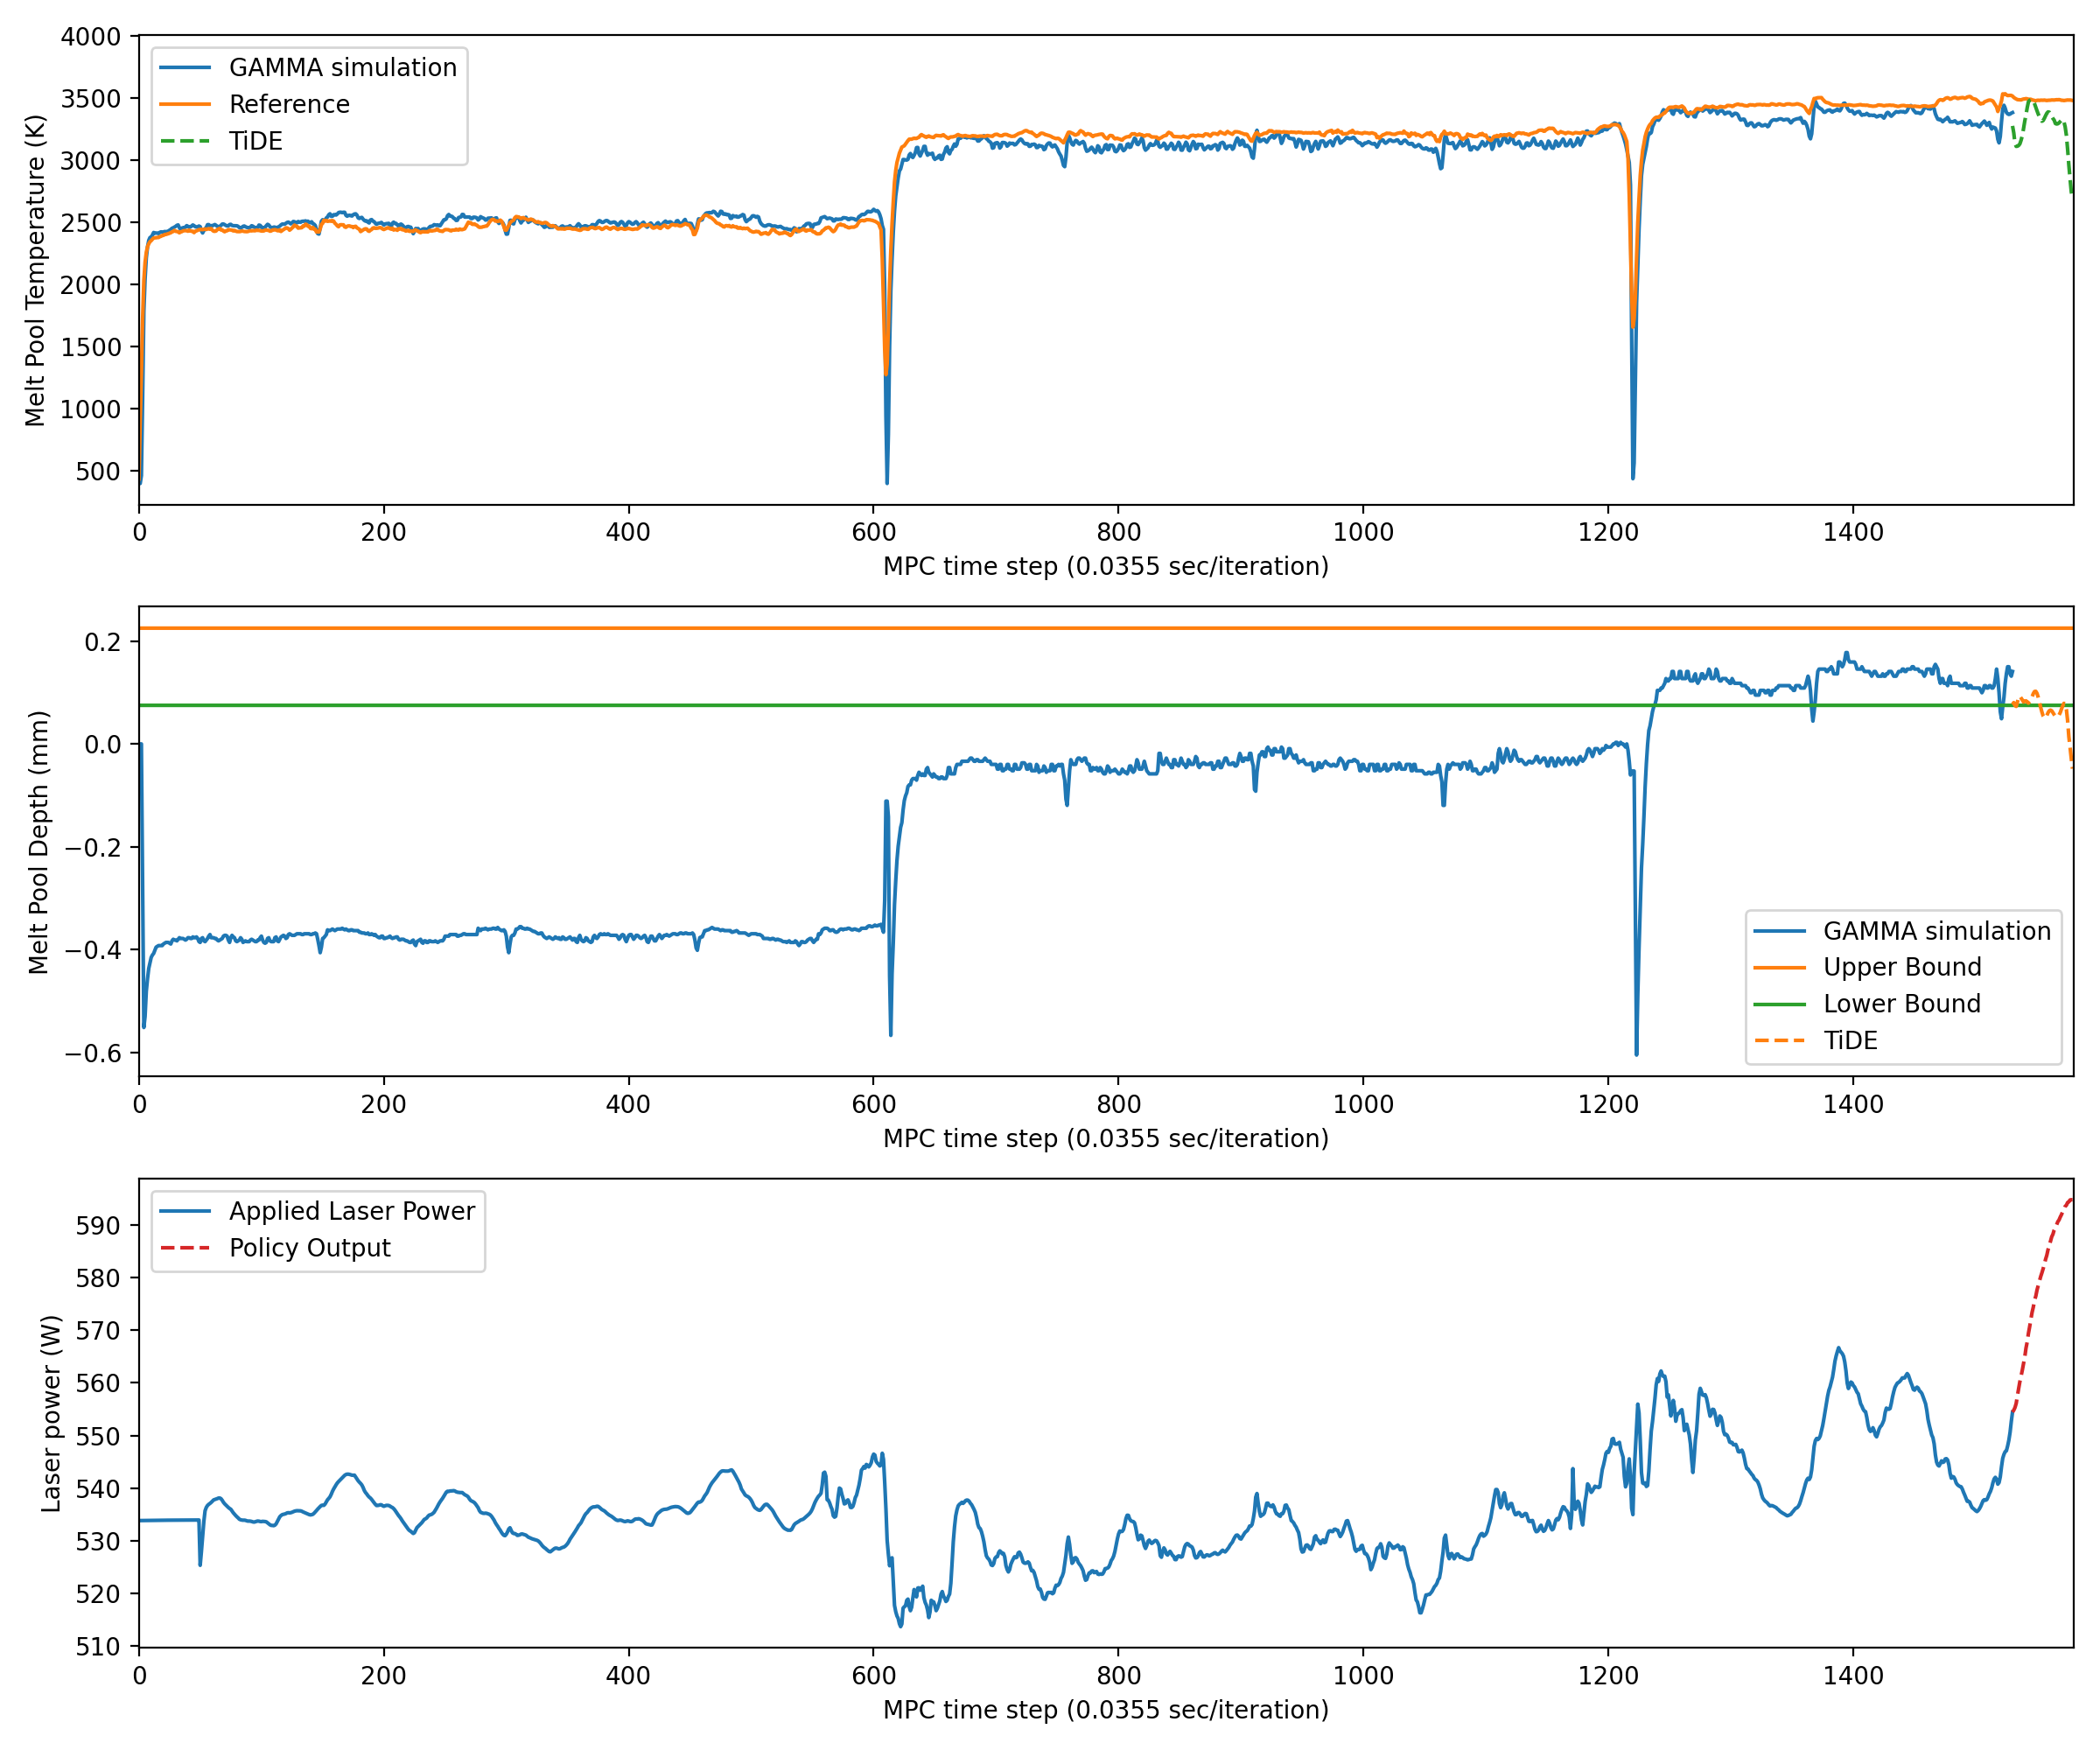 4000
3500
3000
2500
2000
1500
1000
500
Melt Pool Temperature (K)
GAMMA simulation
Reference
TiDE
0 200 400 600 800 1000 1200 1400
MPC time step (0.0355 sec/iteration)
0.2
0.0
−0.2
−0.4
−0.6
Melt Pool Depth (mm)
GAMMA simulation
Upper Bound
Lower Bound
TiDE
0 200 400 600 800 1000 1200 1400
MPC time step (0.0355 sec/iteration)
590
580
570
560
550
540
530
520
510
Laser power (W)
Applied Laser Power
Policy Output
0 200 400 600 800 1000 1200 1400
MPC time step (0.0355 sec/iteration)